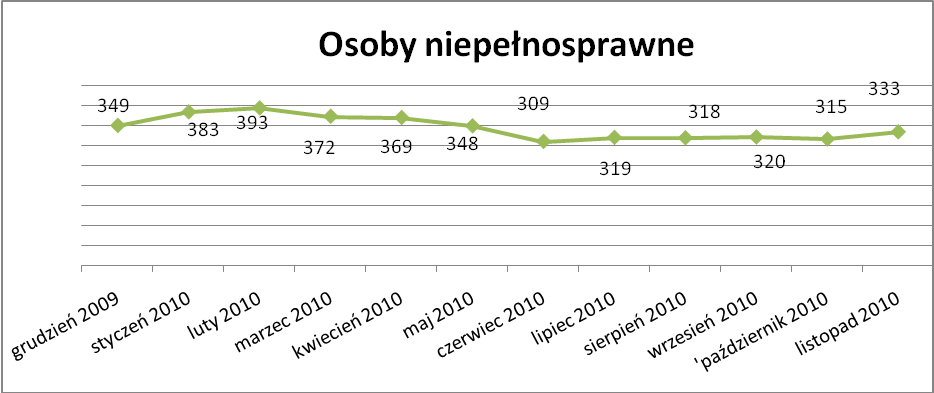 Osoby niepełnosprawne
349
383
393
372
369
348
309
319
318
320
315
333
grudzień 2009
styczeń 2010
luty 2010
marzec 2010
kwiecień 2010
maj 2010
czerwiec 2010
lipiec 2010
sierpień 2010
wrzesień 2010
'październik 2010
listopad 2010